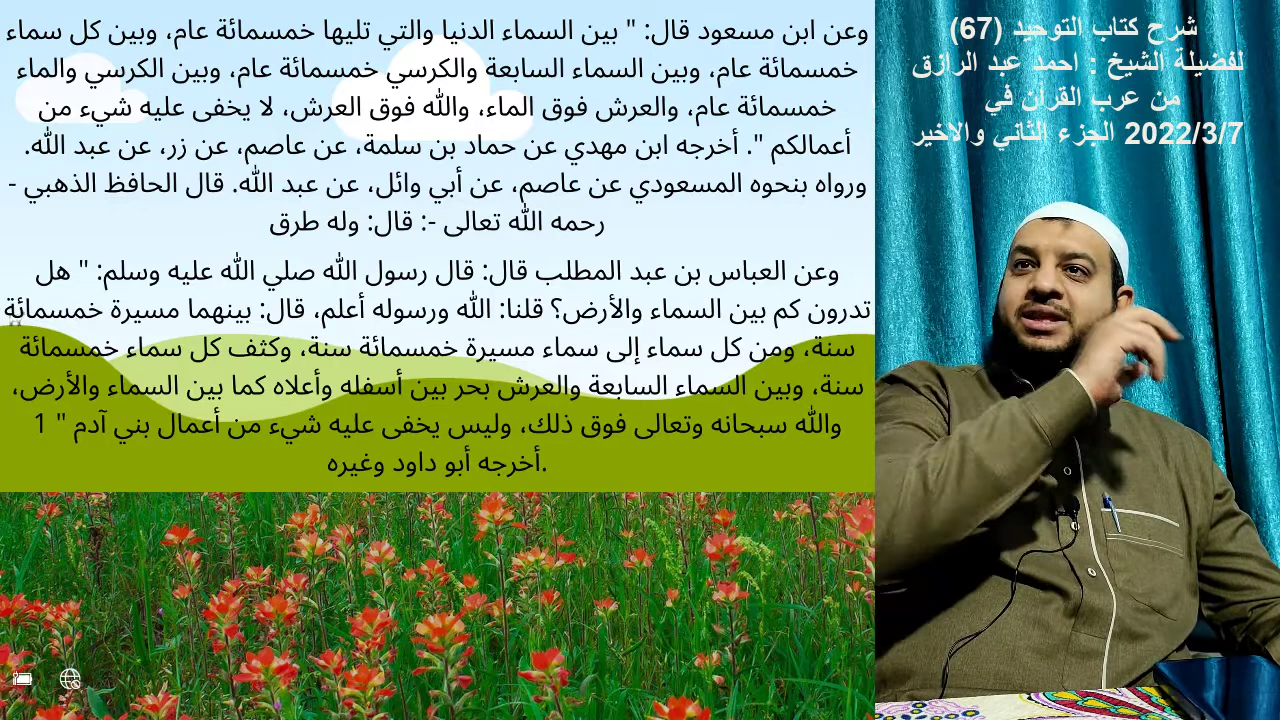 شرح كتاب التوحيد (67)
لفضيلة الشيخ : احمد عبد الرازق
من عرب القرآن في
2022/3/7 الجزء الثاني والاخير
وعن ابن مسعود قال: " بين السماء الدنيا والتي تليها خمسمائة عام، وبين كل سماء
خمسمائة عام، وبين السماء السابعة والكرسي خمسمائة عام، وبين الكرسي والماء
خمسمائة عام، والعرش فوق الماء، والله فوق العرش، لا يخفى عليه شيء من
أعمالكم ". أخرجه ابن مهدي عن حماد بن سلمة، عن عاصم، عن زر، عن عبد الله.
ورواه بنحوه المسعودي عن عاصم، عن أبي وائل، عن عبد الله. قال الحافظ الذهبي -
رحمه الله تعالى -: قال: وله طرق
وعن العباس بن عبد المطلب قال: قال رسول الله صلي الله عليه وسلم: " هل
تدرون كم بين السماء والأرض؟ قلنا: الله ورسوله أعلم، قال: بينهما مسيرة خمسمائة
سنة، ومن كل سماء إلى سماء مسيرة خمسمائة سنة، وكثف كل سماء خمسمائة
سنة، وبين السماء السابعة والعرش بحر بين أسفله وأعلاه كما بين السماء والأرض،
والله سبحانه وتعالى فوق ذلك، وليس يخفى عليه شيء من أعمال بني آدم " 1
.أخرجه أبو داود وغيره